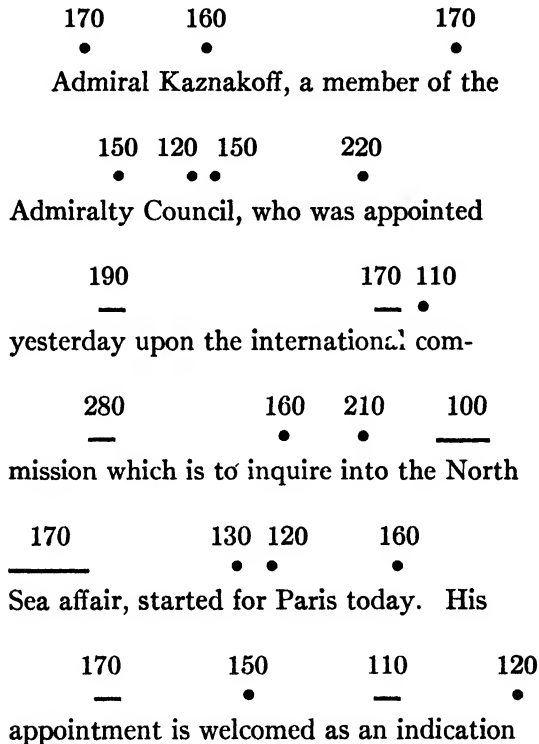 170 160 170
Admiral Kaznakoff, a member of the
150 120 150 220
Admiralty Council, who was appointed
190 170 110
yesterday upon the international com-
280 160 210 100
mission which is to inquire into the North
170 130 120 160
Sea affair, started for Paris today. His
170 150 110 120
appointment is welcomed as an indication